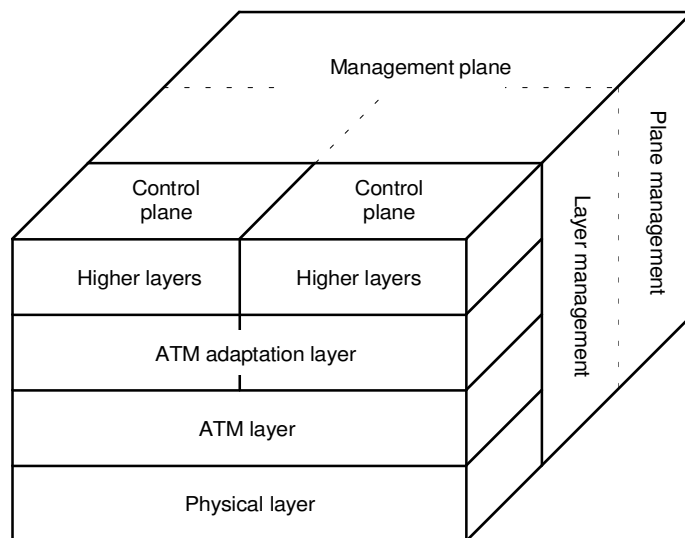 Management plane
Control
plane
Control
plane
Plane management
Layer management
Higher layers
Higher layers
ATM adaptation layer
ATM layer
Physical layer